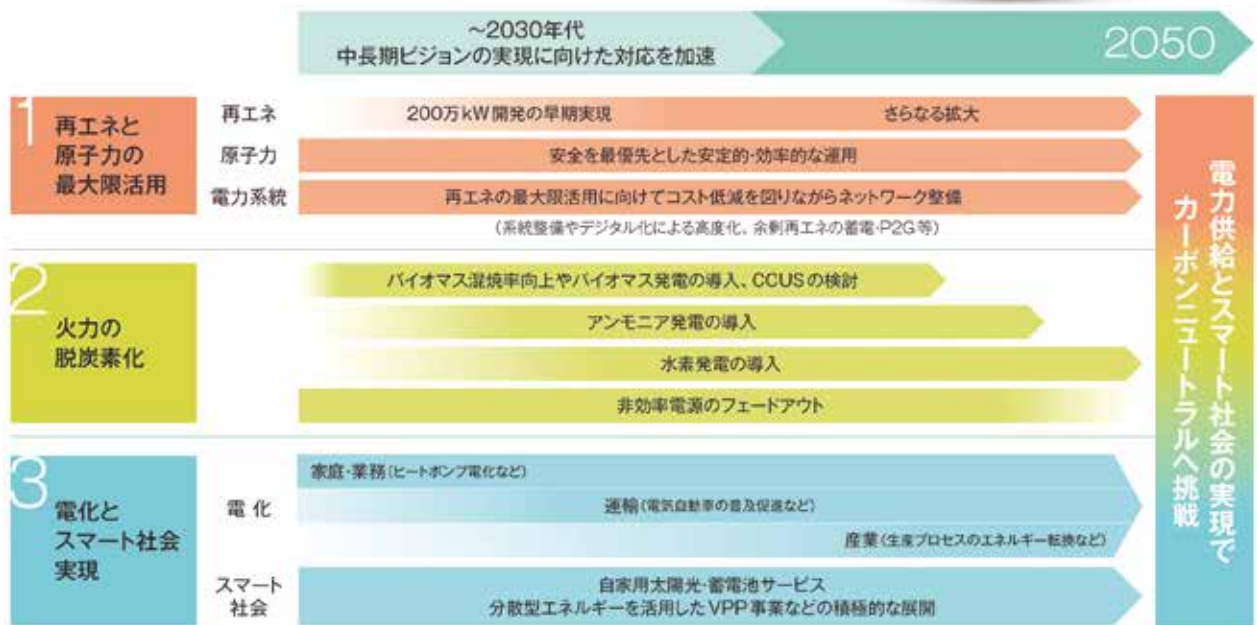 ～2030年代
中長期ビジョンの実現に向けた対応を加速
2050
1
再エネと
原子力の
最大限活用
再エネ
200万kW開発の早期実現
さらなる拡大
原子力
安全を最優先とした安定的・効率的な運用
電力系統
再エネの最大限活用に向けてコスト低減を図りながらネットワーク整備
(系統整備やデジタル化による高度化、余剰再エネの蓄電・P2G等)
2
火力の
脱炭素化
バイオマス混焼率向上やバイオマス発電の導入、CCUSの検討
アンモニア発電の導入
水素発電の導入
非効率電源のフェードアウト
3
電化と
スマート社会
実現
電化
家庭・業務(ヒートポンプ電化など)
運輸(電気自動車の普及促進など)
産業(生産プロセスのエネルギー転換など)
スマート
社会
自家用太陽光・蓄電池サービス
分散型エネルギーを活用したVPP事業などの積極的な展開
電力供給とスマート社会の実現で
カーボンニュートラルへ挑戦